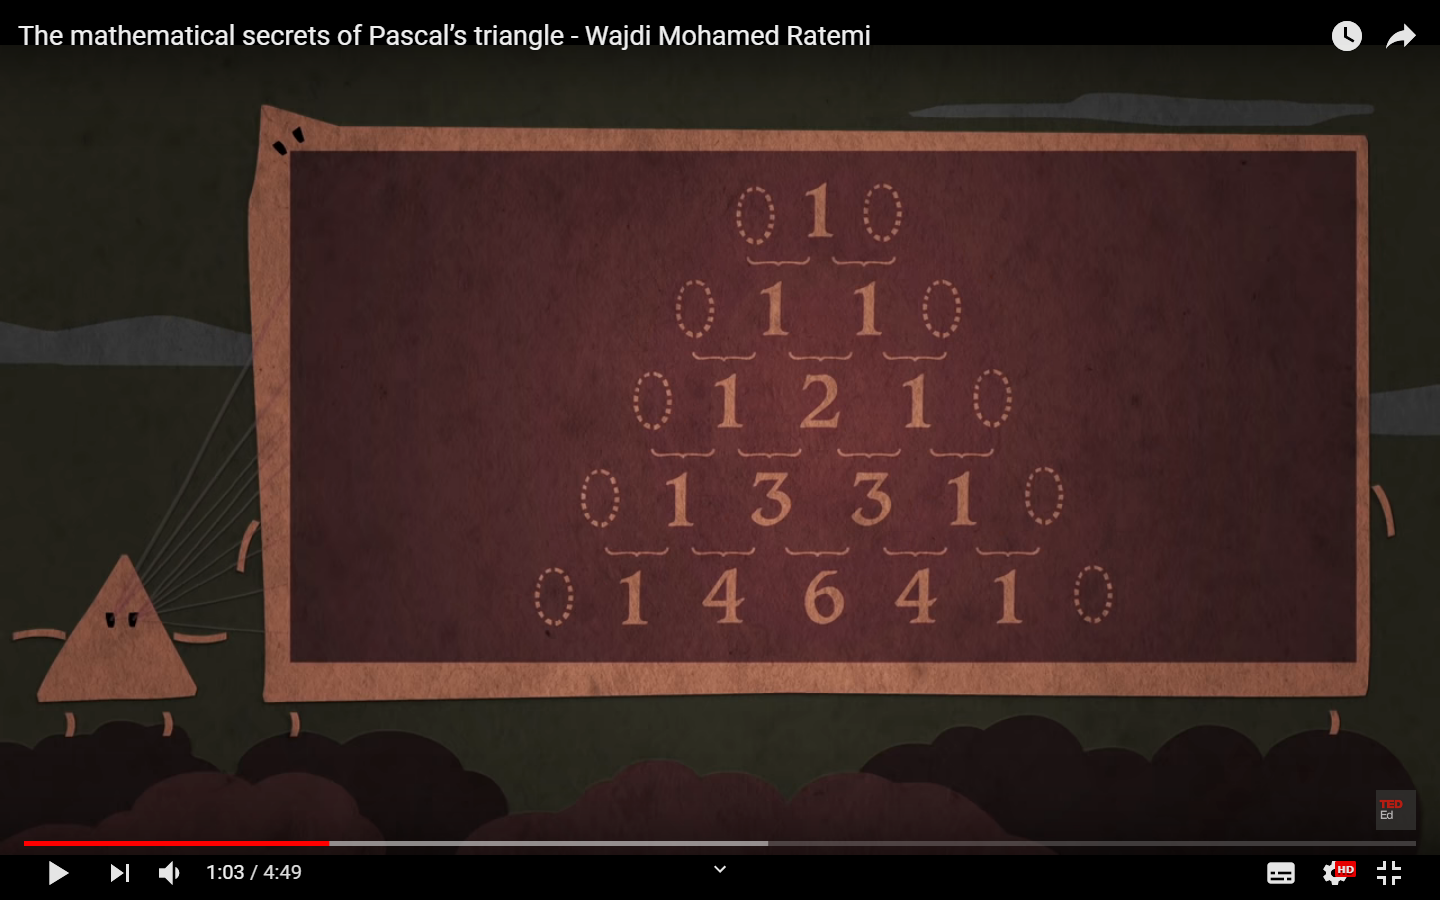 The mathematical secrets of Pascal’s triangle - Wajdi Mohamed Ratemi
0 1 0
0 1 1 0
0 1 2 1 0
0 1 3 3 1 0
0 1 4 6 4 1 0
TED
Ed
1:03 / 4:49
HD